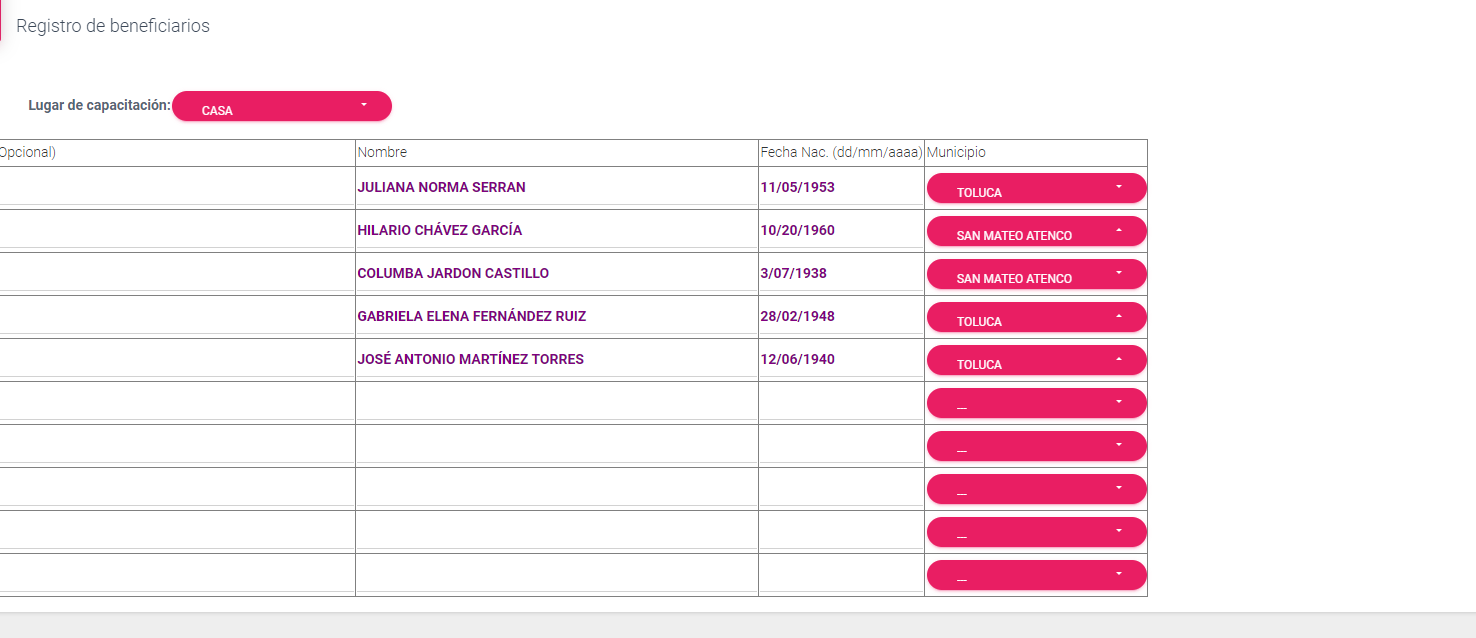 Registro de beneficiarios
Lugar de capacitación: CASA
Opcional) Nombre Fecha Nac. (dd/mm/aaaa) Municipio
JULIANA NORMA SERRAN 11/05/1953 TOLUCA
HILARIO CHÁVEZ GARCÍA 10/20/1960 SAN MATEO ATENCO
COLUMBA JARDON CASTILLO 3/07/1938 SAN MATEO ATENCO
GABRIELA ELENA FERNÁNDEZ RUIZ 28/02/1948 TOLUCA
JOSÉ ANTONIO MARTÍNEZ TORRES 12/06/1940 TOLUCA
__
__
__
__
__